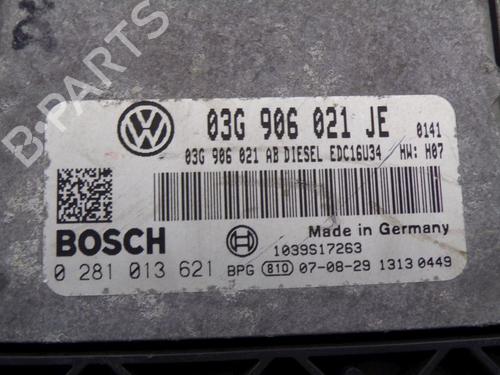 B-PARTS
03G 906 021 JE 0141
03G 906 021 AB DIESEL EDC16U34 HW: H07
BOSCH
Made in Germany
1039S17263
0 281 013 621 BPG 810 07-08-29 1313 0449